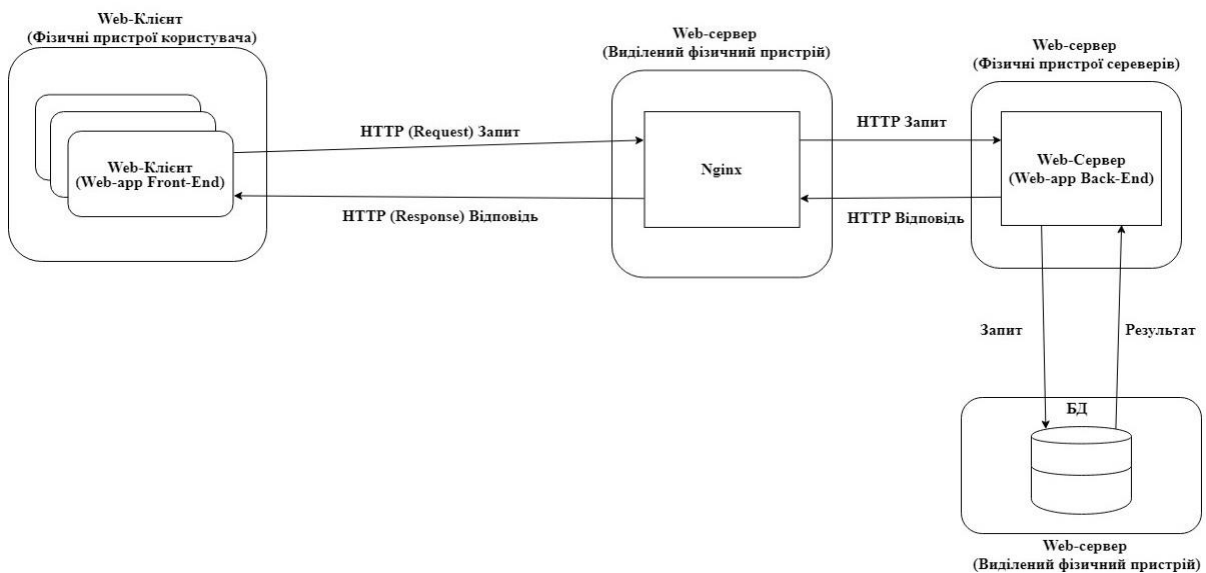 Web-Клієнт
(Фізичні пристрої користувача)
Web-Клієнт
(Web-app Front-End)
HTTP (Request) Запит
HTTP (Response) Відповідь
Web-сервер
(Виділений фізичний пристрій)
Nginx
HTTP Запит
HTTP Відповідь
Web-сервер
(Фізичні пристрої сереверів)
Web-Сервер
(Web-app Back-End)
Запит
Результат
БД
Web-сервер
(Виділений фізичний пристрій)